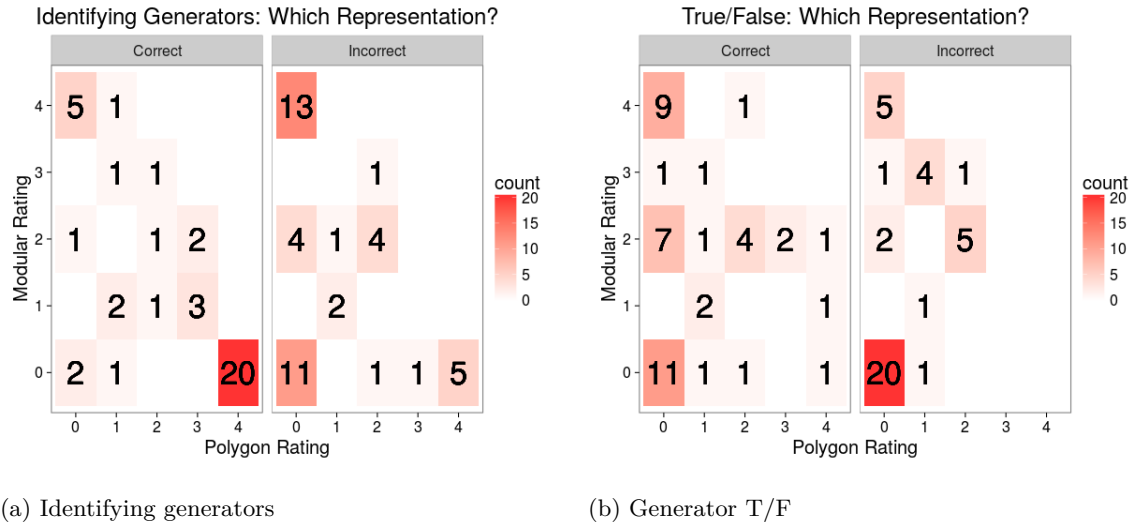 Identifying Generators: Which Representation?
Correct Incorrect
4 5 1 13
3 1 1 1
2 1 1 2 4 1 4
1 2 1 3 2
0 2 1 20 11 1 1 5
0 1 2 3 4 0 1 2 3 4
Polygon Rating
Modular Rating
count
20
15
10
5
0
(a) Identifying generators
True/False: Which Representation?
Correct Incorrect
4 9 1 5
3 1 1 1 4 1
2 7 1 4 2 1 2 5
1 2 1 1
0 11 1 1 1 20 1
0 1 2 3 4 0 1 2 3 4
Polygon Rating
Modular Rating
count
20
15
10
5
0
(b) Generator T/F